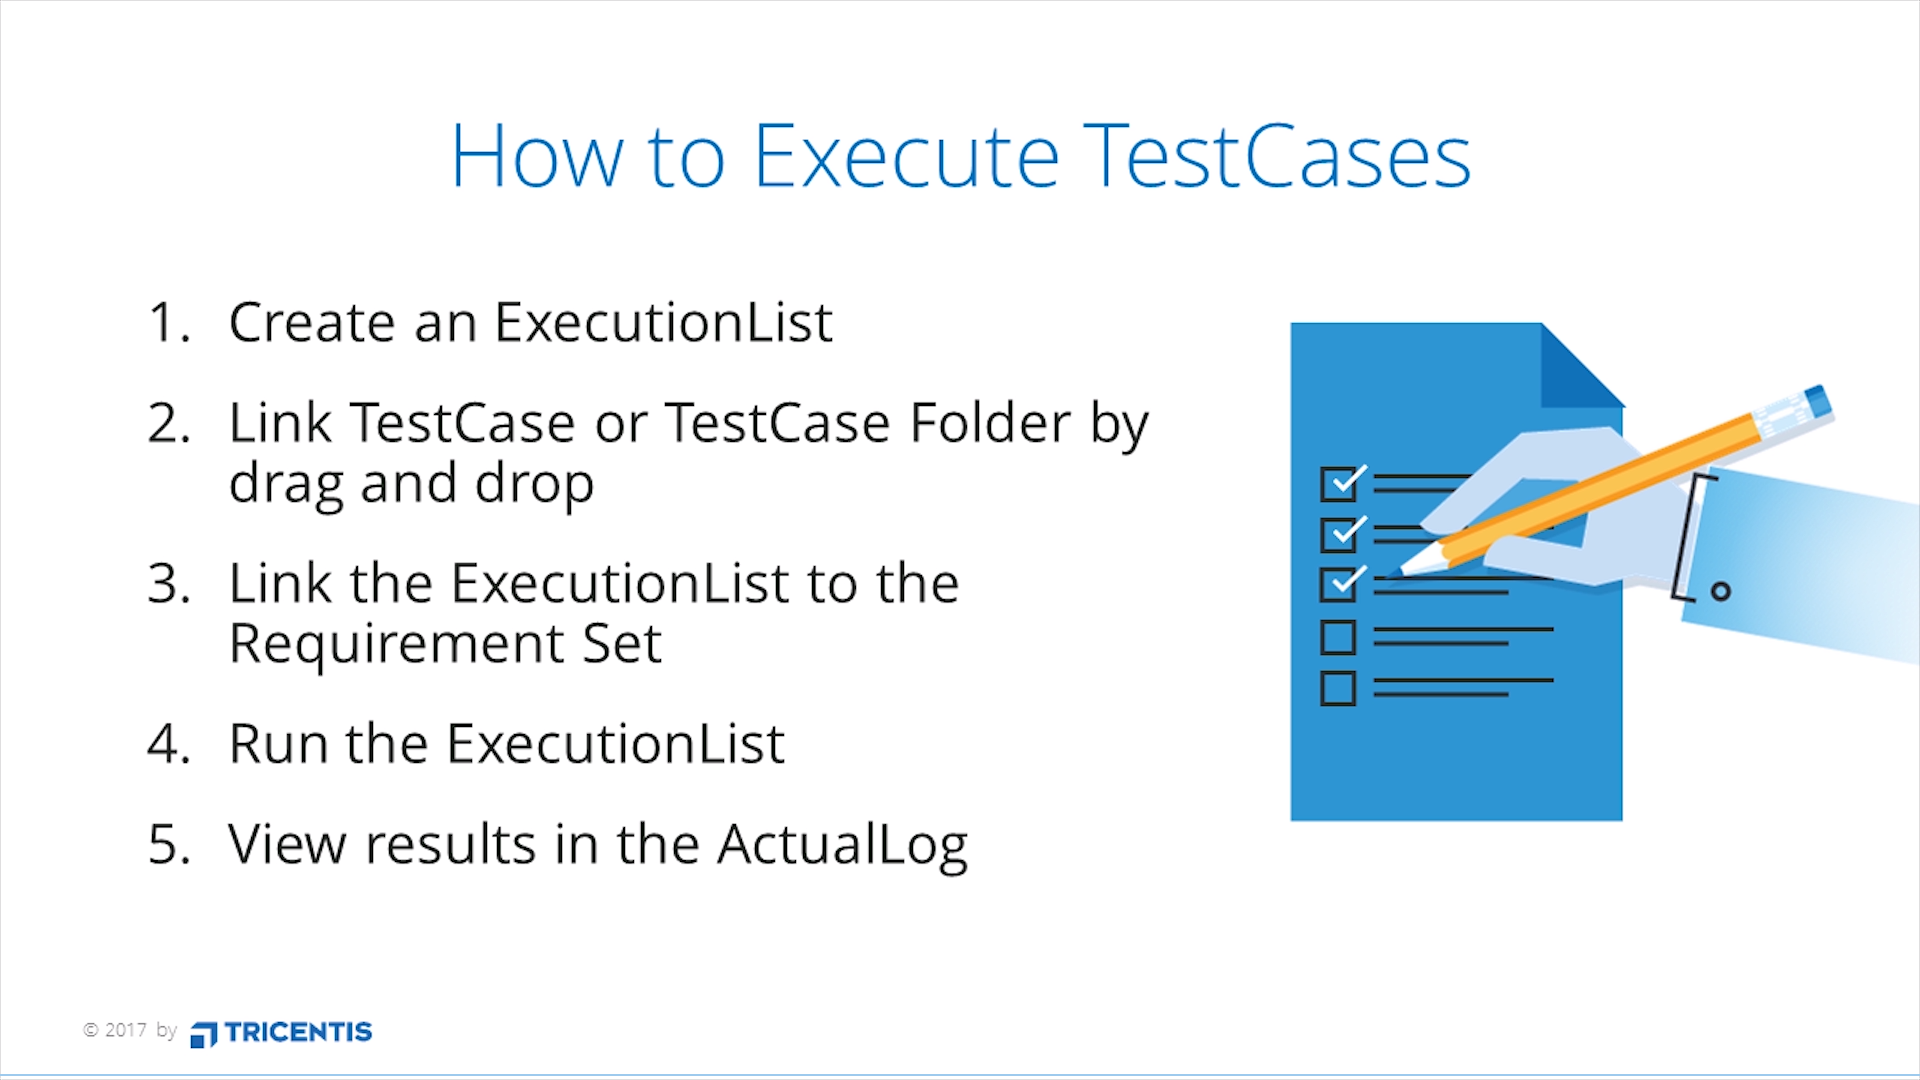 How to Execute TestCases
1. Create an ExecutionList
2. Link TestCase or TestCase Folder by
drag and drop
3. Link the ExecutionList to the
Requirement Set
4. Run the ExecutionList
5. View results in the ActualLog
© 2017 by TRICENTIS